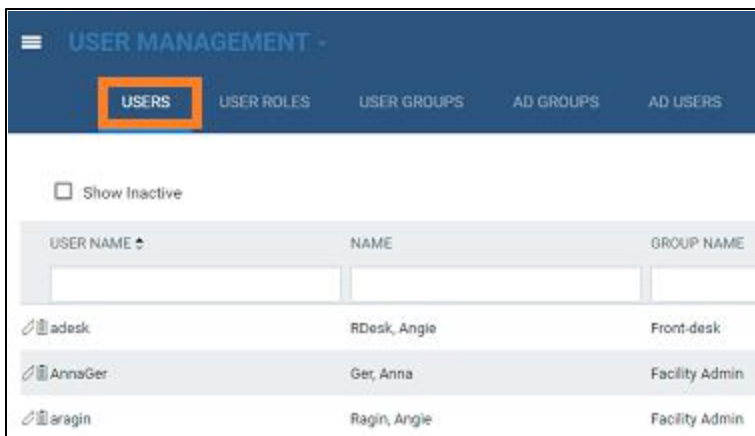 USER MANAGEMENT -
USERS USER ROLES USER GROUPS AD GROUPS AD USERS
Show Inactive
USER NAME NAME GROUP NAME
adesk RDesk, Angie Front-desk
AnnaGer Ger, Anna Facility Admin
aragin Ragin, Angie Facility Admin